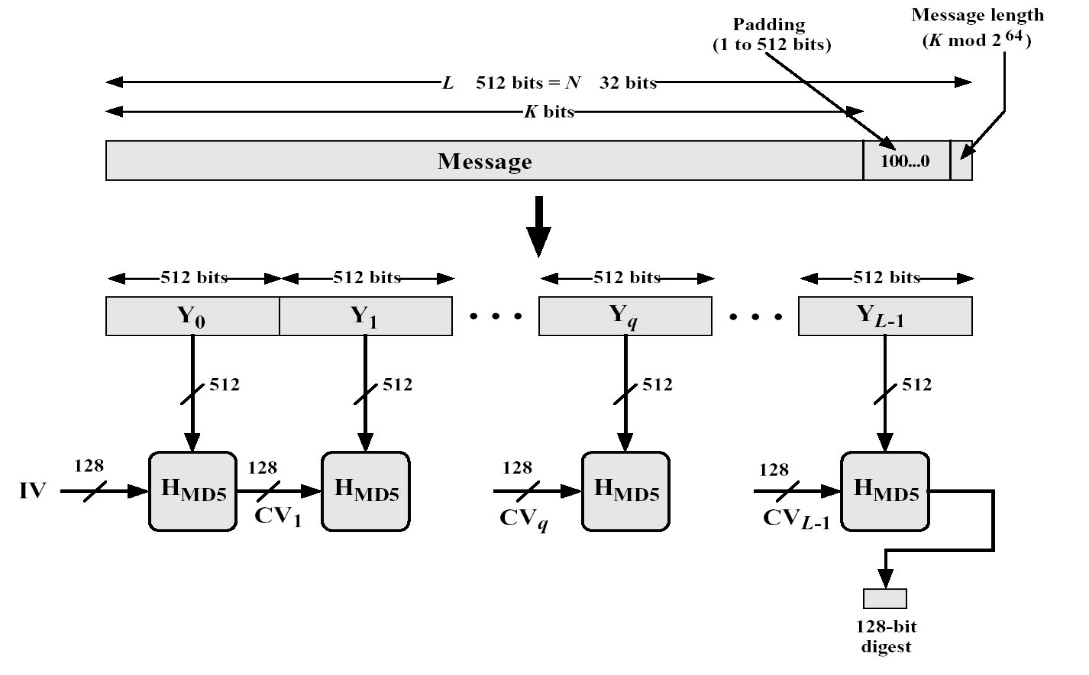 Padding
(1 to 512 bits)
Message length
(K mod 2^64)
L 512 bits = N 32 bits
K bits
Message
100...0
512 bits
512 bits
512 bits
512 bits
Y0
Y1
• • •
Yq
• • •
YL-1
512
512
512
512
IV
128
HMD5
128
CV1
HMD5
128
CVq
HMD5
128
CVL-1
HMD5
128-bit
digest